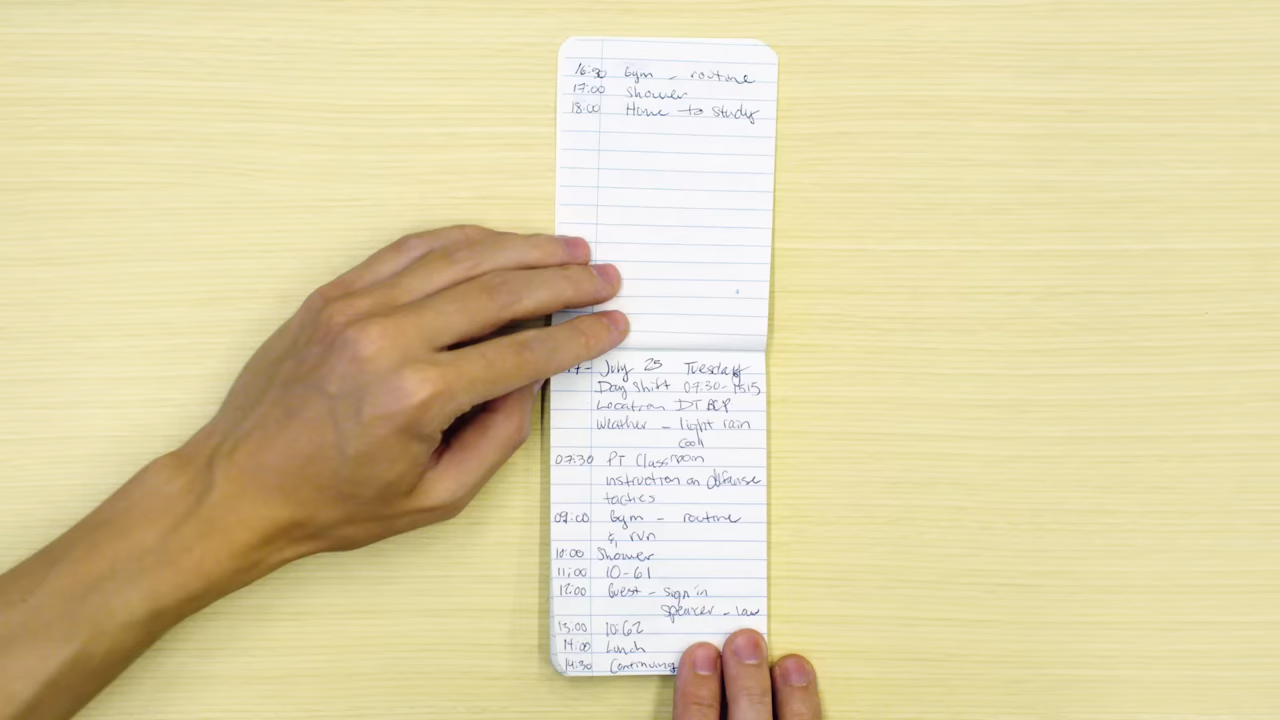 16:30 Gym - routine
17:00 Shower
18:00 Home to study
July 25 Tuesday
Day shift 07:30-1515
Location DT BCP
Weather - light rain
cool
07:30 PT Classroom
instruction on defense
tactics
09:00 Gym - routine
& run
10:00 Shower
11:00 10-61
12:00 Guest - sign in
speaker - law
13:00 10:62
14:00 Lunch
14:30 Continuing